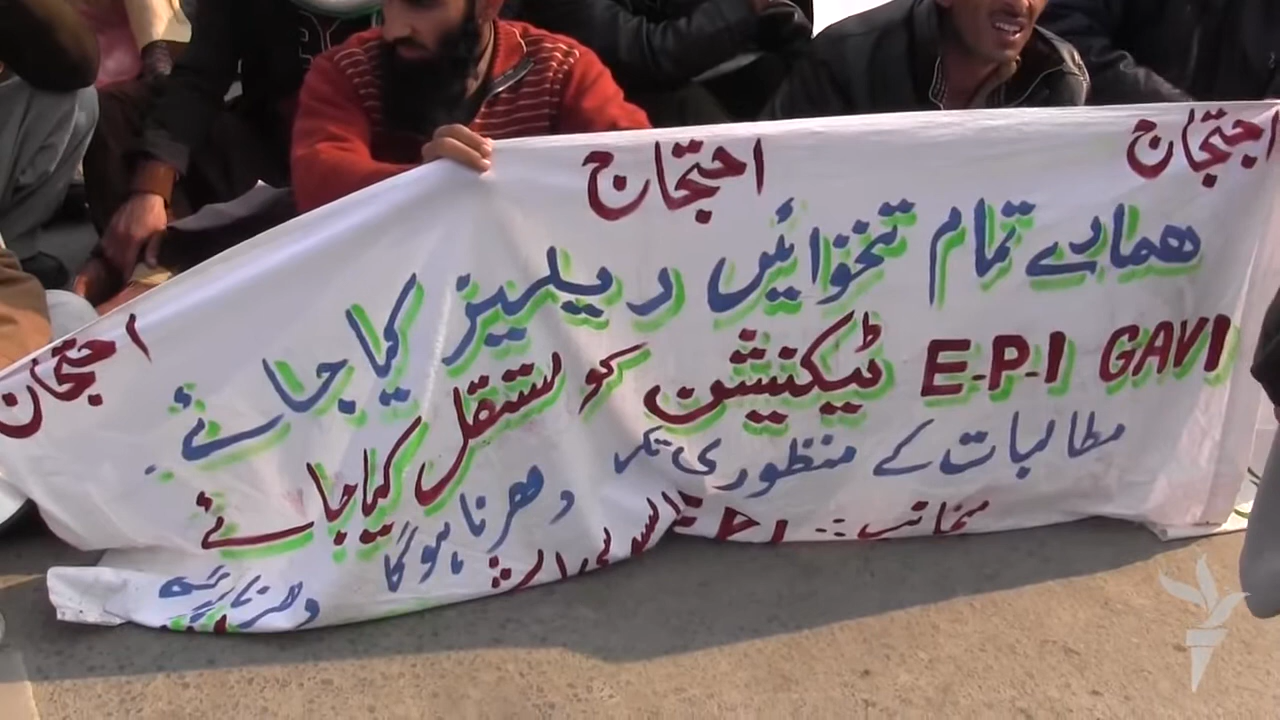 احتجاج احتجاج احتجاج
ھمارے تمام تنخوائیں ریلیز کیا جائے
E-P-I GAVI ٹیکنیشن کو مستقل کیا جائے
مطالبات کے منظوری تک دھرنا ہوگا
منجانب::
دھرنا